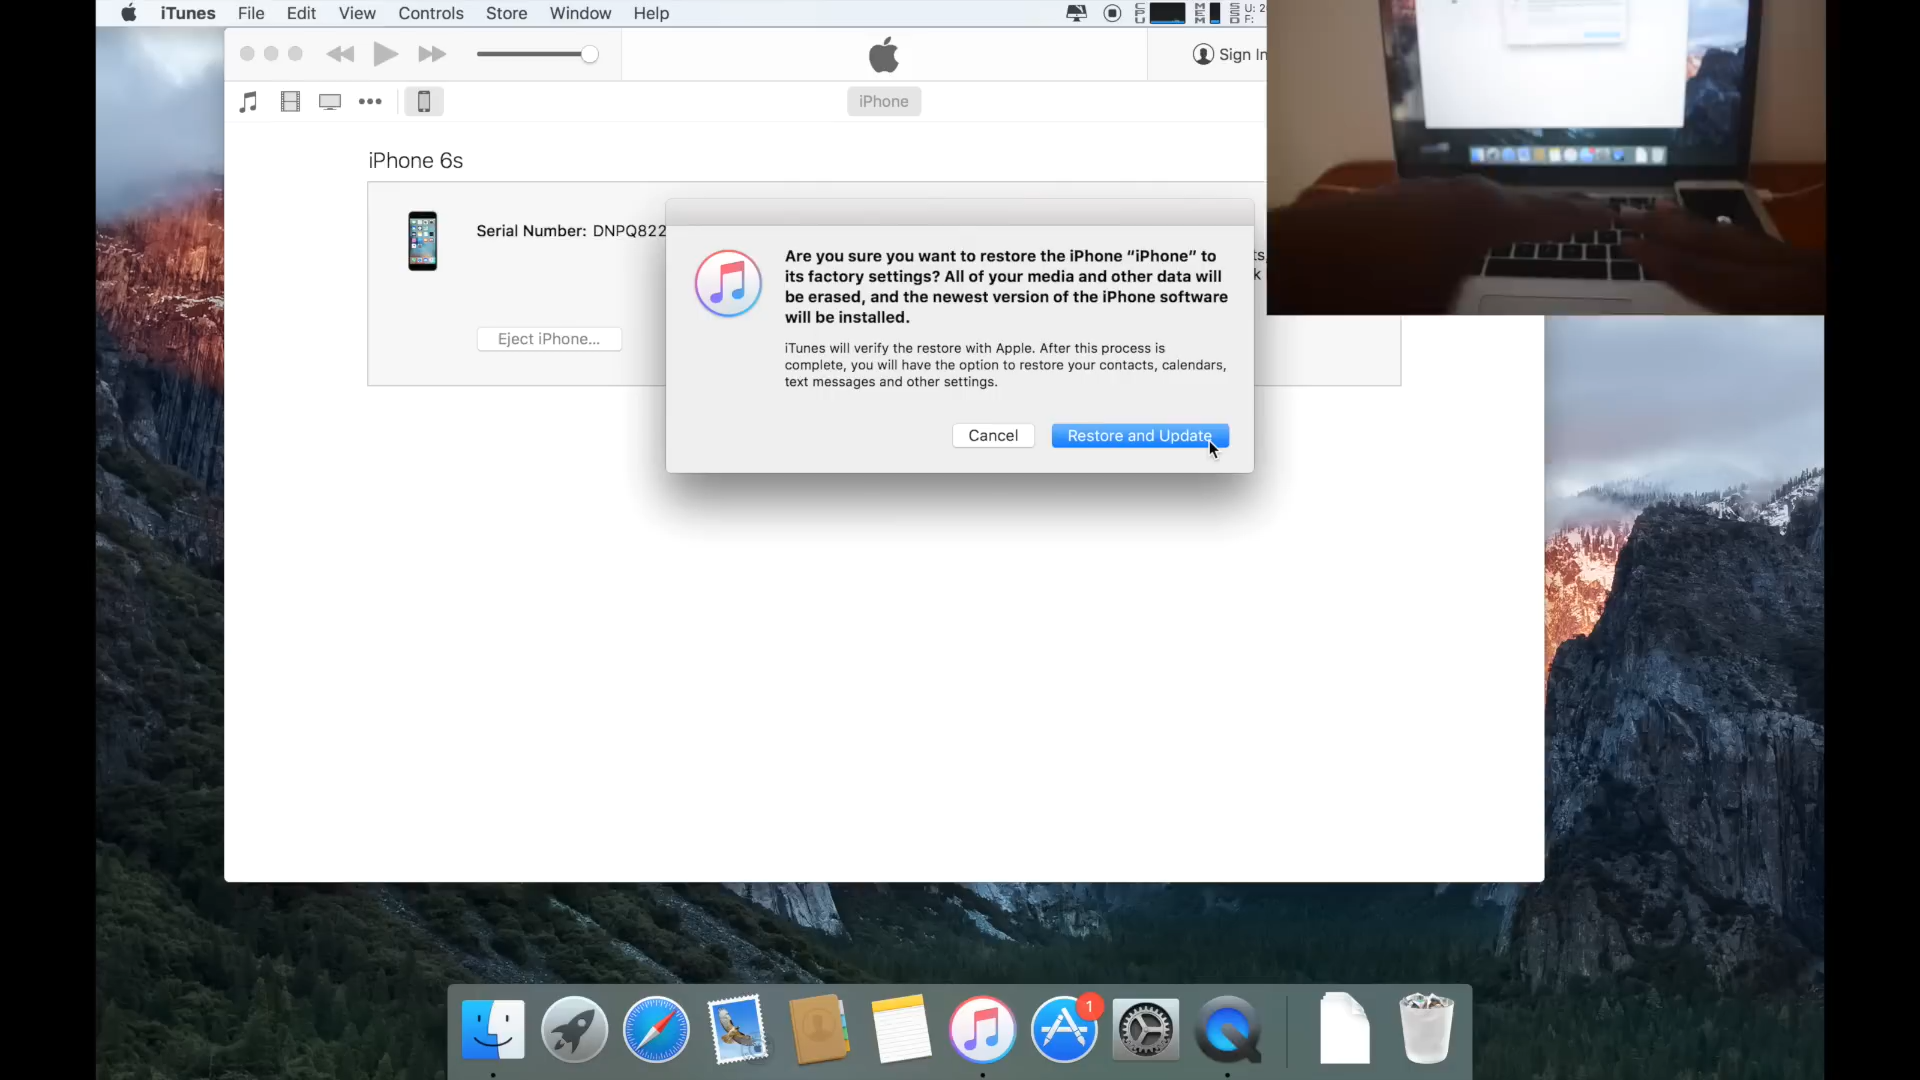 iTunes File Edit View Controls Store Window Help
CPU MEM SSD U: 2
F:
Sign In
iPhone
iPhone 6s
Serial Number: DNPQ822
Eject iPhone...
Are you sure you want to restore the iPhone “iPhone” to
its factory settings? All of your media and other data will
be erased, and the newest version of the iPhone software
will be installed.
iTunes will verify the restore with Apple. After this process is
complete, you will have the option to restore your contacts, calendars,
text messages and other settings.
Cancel Restore and Update
1